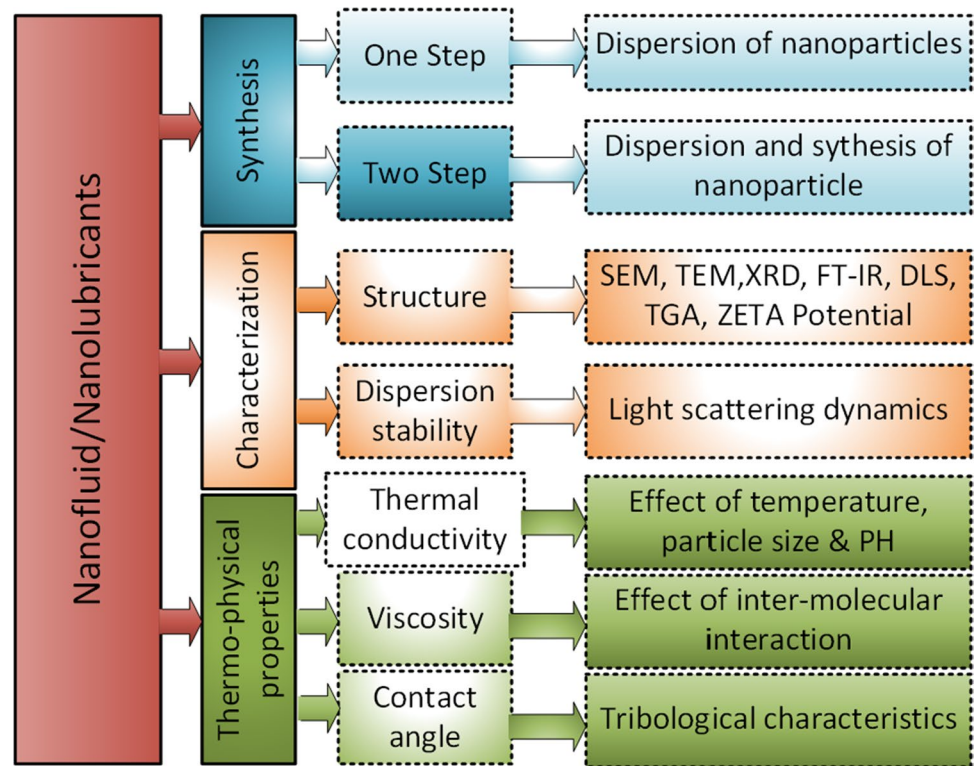 Nanofluid/Nanolubricants
Synthesis
One Step
Dispersion of nanoparticles
Two Step
Dispersion and sythesis of
nanoparticle
Characterization
Structure
SEM, TEM,XRD, FT-IR, DLS,
TGA, ZETA Potential
Dispersion
stability
Light scattering dynamics
Thermo-physical
properties
Thermal
conductivity
Effect of temperature,
particle size & PH
Viscosity
Effect of inter-molecular
interaction
Contact
angle
Tribological characteristics